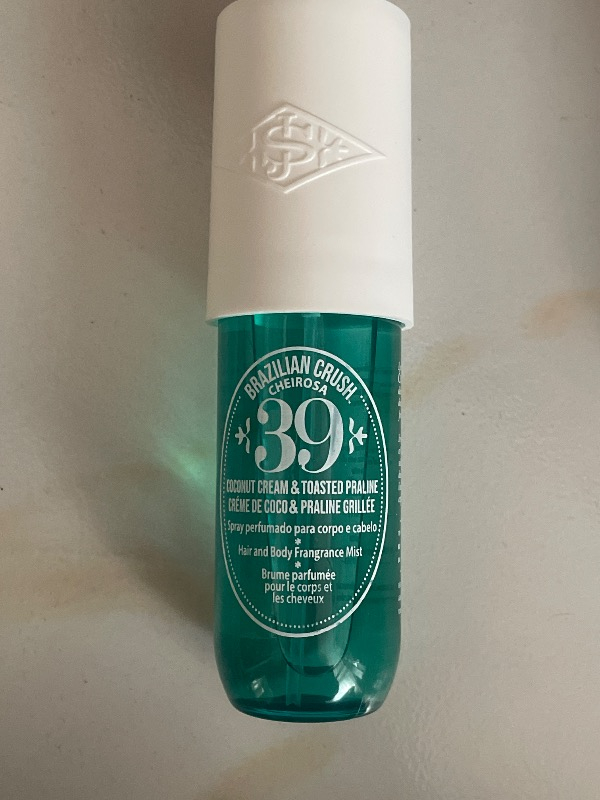 BRAZILIAN CRUSH
CHEIROSA
39
COCONUT CREAM & TOASTED PRALINE
CRÈME DE COCO & PRALINE GRILLÉE
Spray perfumado para corpo e cabelo
*
Hair and Body Frangrance Mist
*
Brume parfumée
pour le corps et
les cheveux